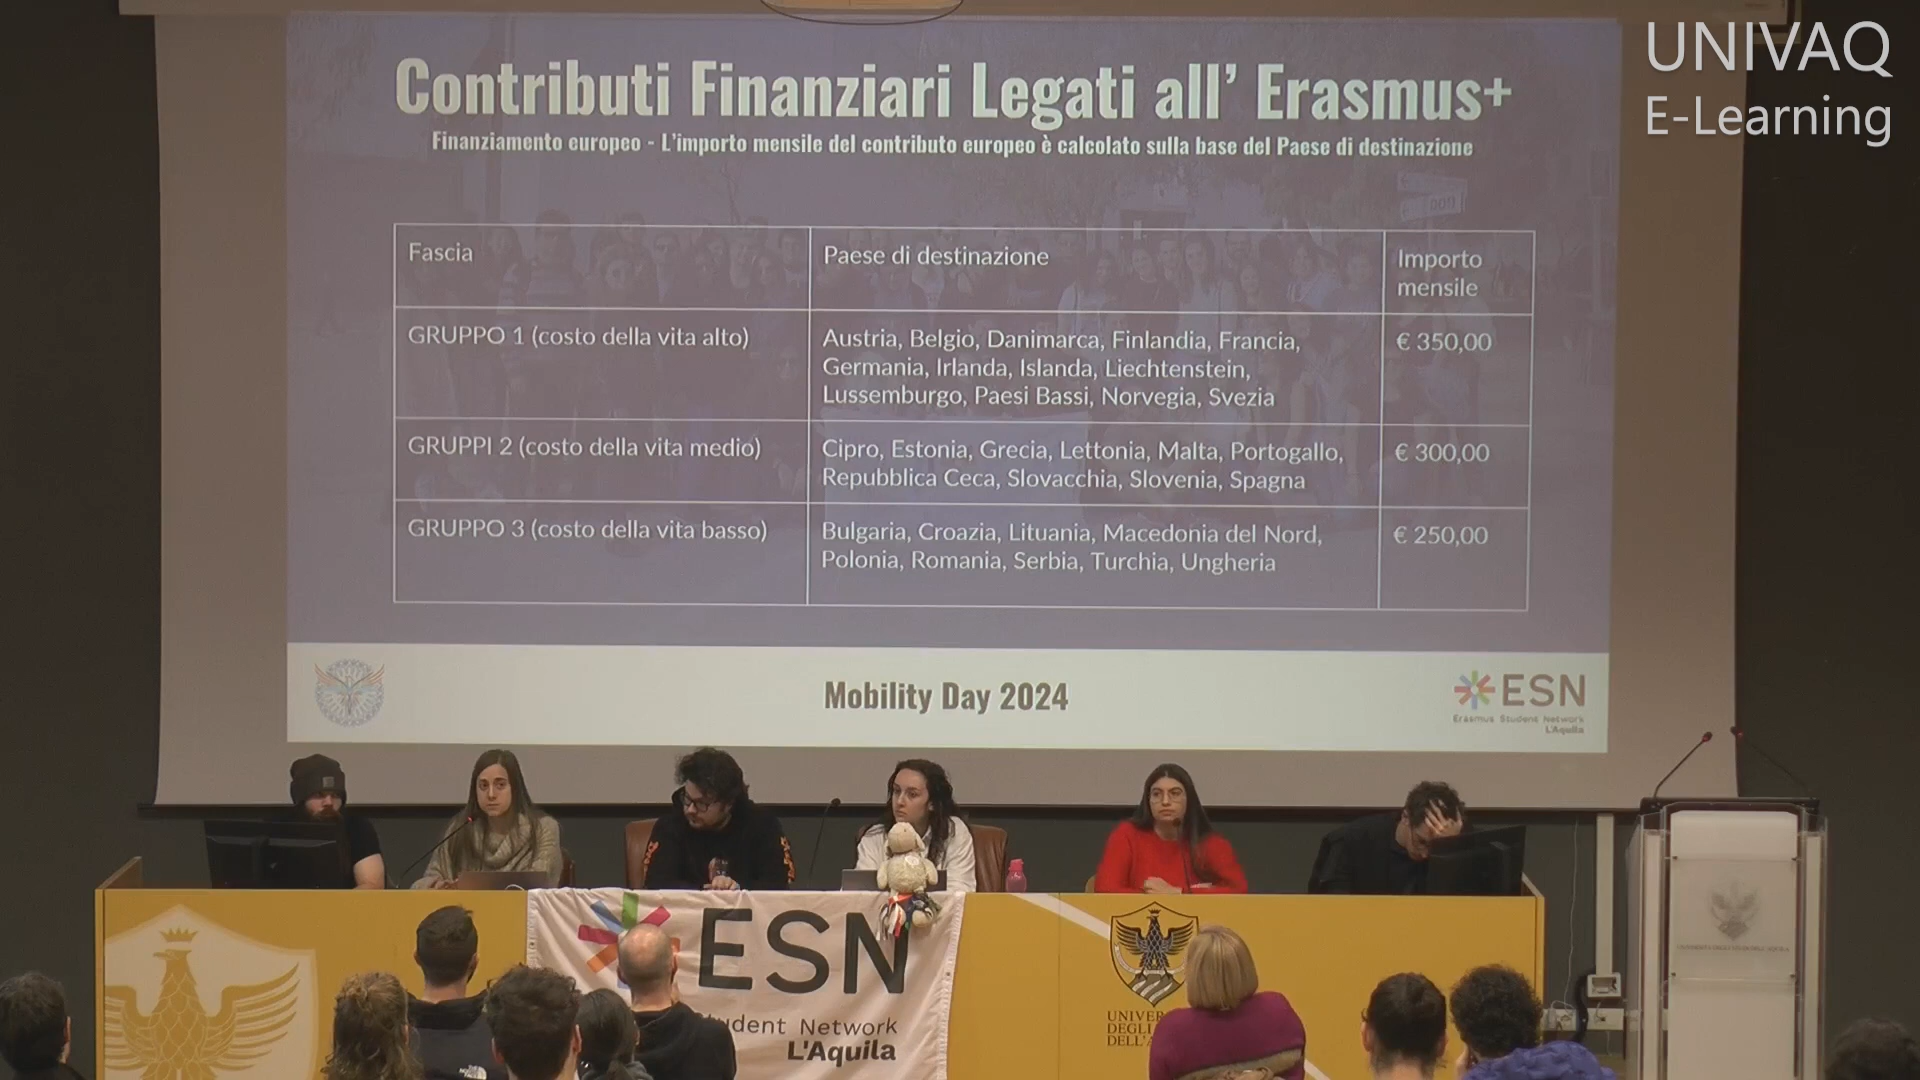 UNIVAQ
E-Learning
Contributi Finanziari Legati all' Erasmus+
Finanziamento europeo - L'importo mensile del contributo europeo è calcolato sulla base del Paese di destinazione
Fascia
Paese di destinazione
Importo
mensile
GRUPPO 1 (costo della vita alto)
Austria, Belgio, Danimarca, Finlandia, Francia,
Germania, Irlanda, Islanda, Liechtenstein,
Lussemburgo, Paesi Bassi, Norvegia, Svezia
€ 350,00
GRUPPI 2 (costo della vita medio)
Cipro, Estonia, Grecia, Lettonia, Malta, Portogallo,
Repubblica Ceca, Slovacchia, Slovenia, Spagna
€ 300,00
GRUPPO 3 (costo della vita basso)
Bulgaria, Croazia, Lituania, Macedonia del Nord,
Polonia, Romania, Serbia, Turchia, Ungheria
€ 250,00
Mobility Day 2024
ESN
Erasmus Student Network
L'Aquila
ESN
Network
L'Aquila
DEGLI